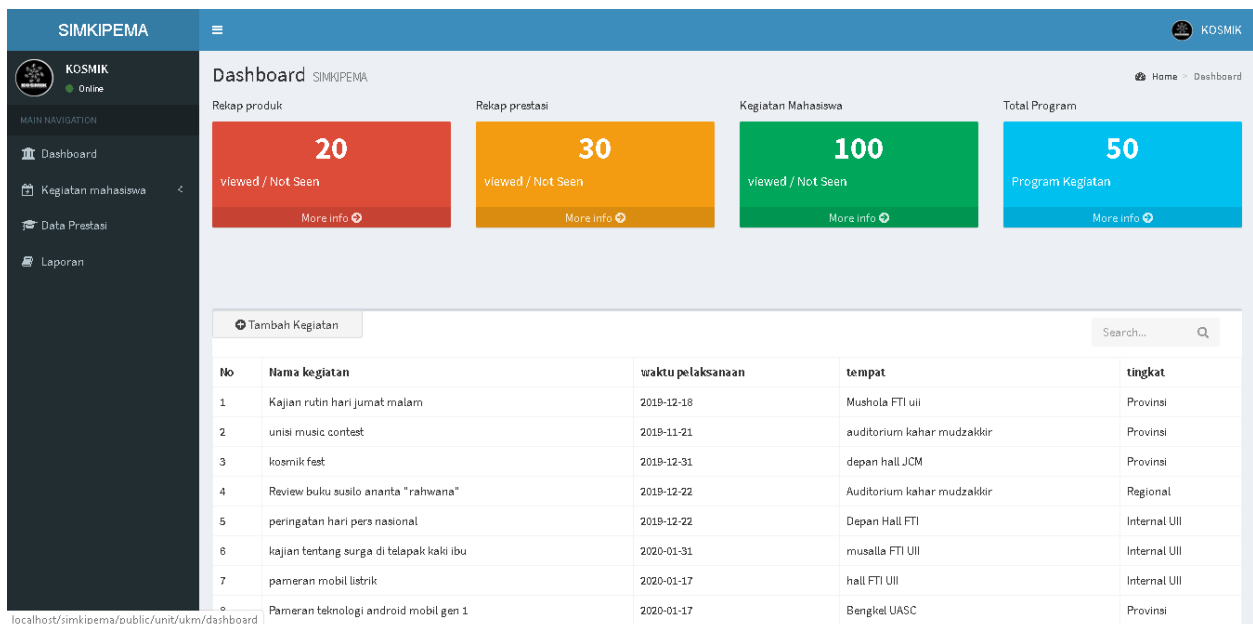 SIMKIPEMA
KOSMIK
KOSMIK
Online
MAIN NAVIGATION
Dashboard
Kegiatan mahasiswa
Data Prestasi
Laporan
Dashboard SIMKIPEMA
Home > Dashboard
Rekap produk
20
viewed / Not Seen
More info
Rekap prestasi
30
viewed / Not Seen
More info
Kegiatan Mahasiswa
100
viewed / Not Seen
More info
Total Program
50
Program Kegiatan
More info
Tambah Kegiatan
Search...
No Nama kegiatan waktu pelaksanaan tempat tingkat
1 Kajian rutin hari jumat malam 2019-12-18 Mushola FTI uii Provinsi
2 unisi music contest 2019-11-21 auditorium kahar mudzakkir Provinsi
3 kosmik fest 2019-12-31 depan hall JCM Provinsi
4 Review buku susilo ananta "rahwana" 2019-12-22 Auditorium kahar mudzakkir Regional
5 peringatan hari pers nasional 2019-12-22 Depan Hall FTI Internal UII
6 kajian tentang surga di telapak kaki ibu 2020-01-31 musalla FTI UII Internal UII
7 pameran mobil listrik 2020-01-17 hall FTI UII Internal UII
8 Pameran teknologi android mobil gen 1 2020-01-17 Bengkel UASC Provinsi
localhost/simkipema/public/unit/ukm/dashboard